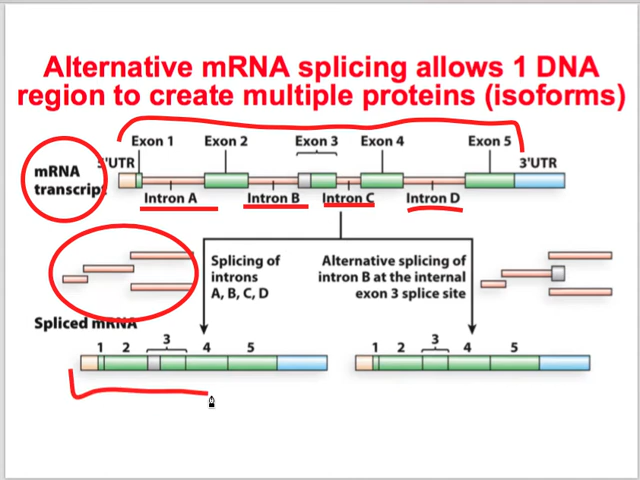 Alternative mRNA splicing allows 1 DNA
region to create multiple proteins (isoforms)
Exon 1 Exon 2 Exon 3 Exon 4 Exon 5
5'UTR 3'UTR
mRNA
transcript
Intron A Intron B Intron C Intron D
Splicing of
introns
A, B, C, D
Alternative splicing of
intron B at the internal
exon 3 splice site
Spliced mRNA
1 2 3 4 5
1 2 3 4 5